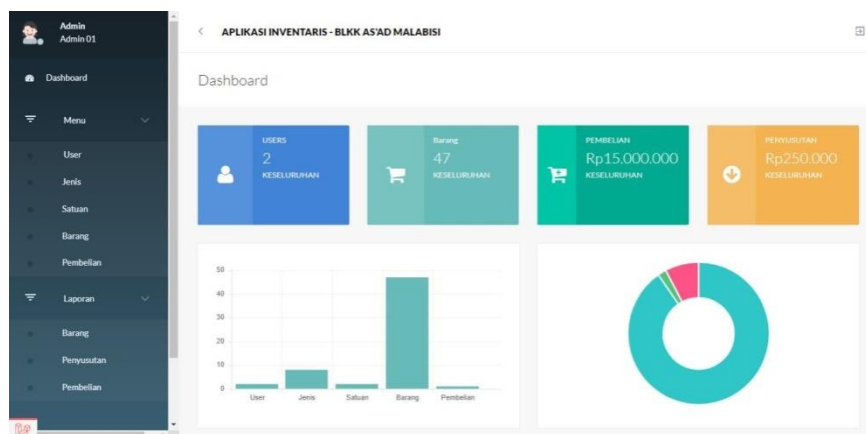 Admin
Admin 01
Dashboard
Menu
User
Jenis
Satuan
Barang
Pembelian
Laporan
Barang
Penyusutan
Pembelian
APLIKASI INVENTARIS - BLKK AS'AD MALABISI
Dashboard
USERS
2
KESELURUHAN
Barang
47
KESELURUHAN
PEMBELIAN
Rp15.000.000
KESELURUHAN
PENYUSUTAN
Rp250.000
KESELURUHAN
50
40
30
20
10
0
User Jenis Satuan Barang Pembelian